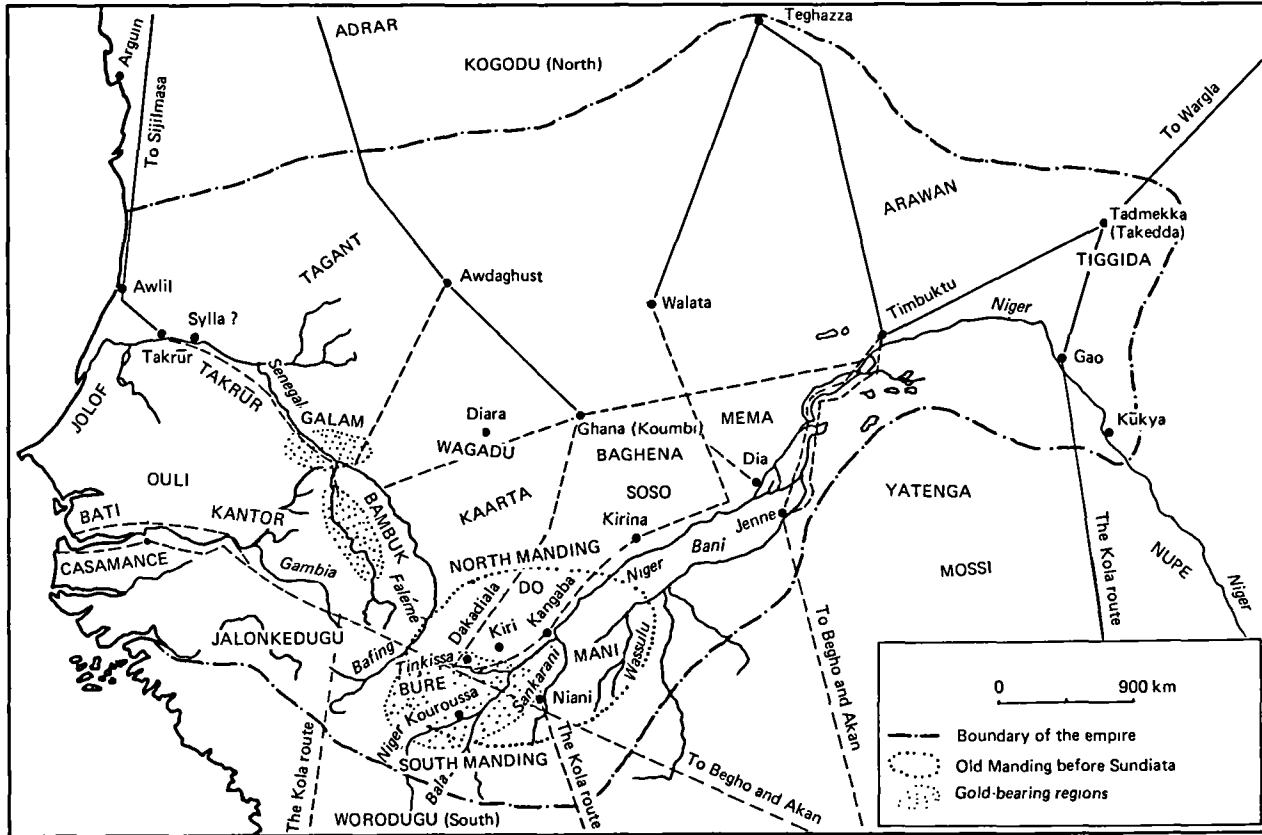 Teghazza
ADRAR
Arguin
KOGODU (North)
To Sijilmasa
To Wargla
ARAWAN
Tadmekka
(Takedda)
TIGGIDA
TAGANT
Awdaghust
Awlil
Walata
Timbuktu
Niger
Sylla ?
Takrūr
Gao
TAKRŪR
Senegal
JOLOF
GALAM
Diara
Ghana (Koumbi)
MEMA
WAGADU
BAGHENA
Kūkya
Dia
OULI
KAARTA
SOSO
YATENGA
BAMBUK
KANTOR
BATI
Kirina
Jenne
CASAMANCE
Gambia
NORTH MANDING
Bani
Niger
MOSSI
NUPE
Niger
The Kola route
Falémé
DO
Dakadiala
Kangaba
Kiri
JALONKEDUGU
Bafing
Tinkissa
MANI
Wassulu
To Begho and Akan
BURE
Sankarani
Niani
Kouroussa
Niger
SOUTH MANDING
The Kola route
The Kola route
Bala
To Begho and Akan
WORODUGU (South)
0 900 km
Boundary of the empire
Old Manding before Sundiata
Gold-bearing regions